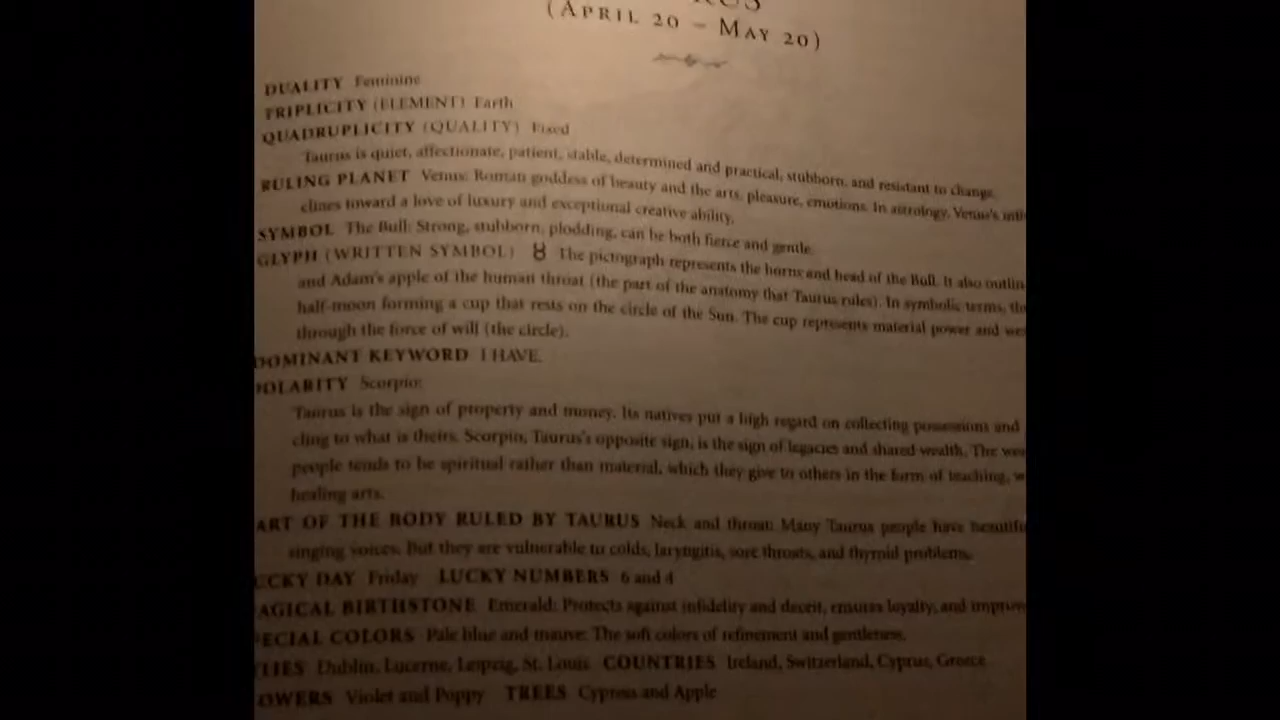 RUS
(APRIL 20 – MAY 20)
DUALITY Feminine
TRIPLICITY (ELEMENT) Earth
QUADRUPLICITY (QUALITY) Fixed
Taurus is quiet, affectionate, patient, stable, determined and practical, stubborn, and resistant to change.
RULING PLANET Venus: Roman goddess of beauty and the arts, pleasure, emotions. In astrology, Venus's
clines toward a love of luxury and exceptional creative ability.
SYMBOL The Bull: Strong, stubborn, plodding, can be both fierce and gentle.
GLYPH (WRITTEN SYMBOL) ♉ The pictograph represents the horns and head of the Bull. It also outlin
and Adam's apple of the human throat (the part of the anatomy that Taurus rules). In symbolic terms,
half-moon forming a cup that rests on the circle of the Sun. The cup represents material power and
through the force of will (the circle).
DOMINANT KEYWORD I HAVE.
OLARITY Scorpio:
Taurus is the sign of property and money. Its natives put a high regard on collecting possessions and
cling to what is theirs. Scorpio, Taurus's opposite sign, is the sign of legacies and shared wealth. The
people tends to be spiritual rather than material, which they give to others in the form of teaching, w
healing arts.
ART OF THE BODY RULED BY TAURUS Neck and throat: Many Taurus people have beautifu
singing voices. But they are vulnerable to colds, laryngitis, sore throats, and thyroid problems.
UCKY DAY Friday LUCKY NUMBERS 6 and 4
AGICAL BIRTHSTONE Emerald: Protects against infidelity and deceit, ensures loyalty, and improv
PECIAL COLORS Pale blue and mauve: The soft colors of refinement and gentleness.
TIES Dublin, Lucerne, Leipzig, St. Louis COUNTRIES Ireland, Switzerland, Cyprus, Greece
OWERS Violet and Poppy TREES Cypress and Apple